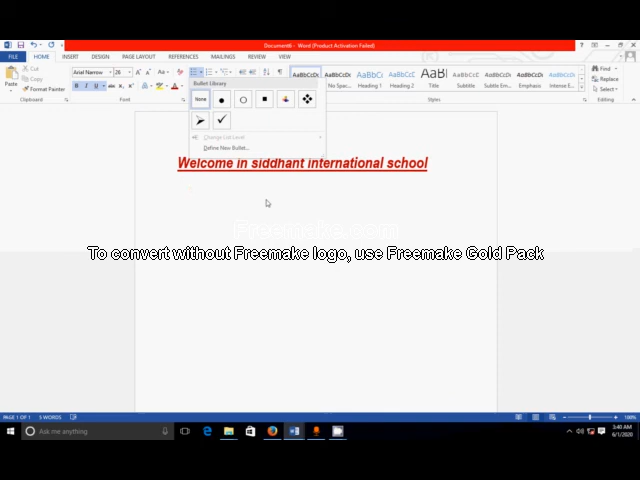 Document6 - Word (Product Activation Failed)
FILE HOME INSERT DESIGN PAGE LAYOUT REFERENCES MAILINGS REVIEW VIEW
Cut
Copy
Format Painter
Paste
Clipboard
Arial Narrow 26
Font
Bullet Library
None
Change List Level
Define New Bullet...
AaBbCcDc AaBbCcDc AaBbCc AaBbCcD AaBl AaBbCcD AaBbCcDc AaBbCcDc AaBbCcDc
No Spac... Heading 1 Heading 2 Title Subtitle Subtle Em... Emphasis Intense E...
Styles
Find
Replace
Select
Editing
Welcome in siddhant international school
Freemake.com
To convert without Freemake logo, use Freemake Gold Pack
PAGE 1 OF 1 5 WORDS
100%
Ask me anything
3:40 AM
6/1/2020